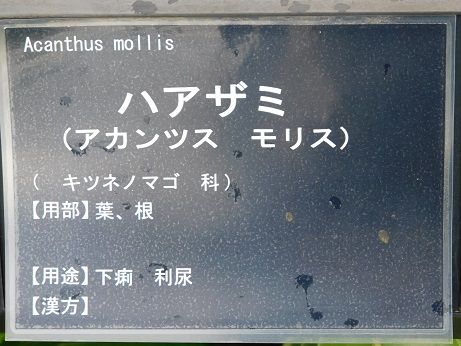 Acanthus mollis
ハアザミ
(アカンツス　モリス)
(　キツネノマゴ　科)
【用部】葉、根
【用途】下痢　利尿
【漢方】